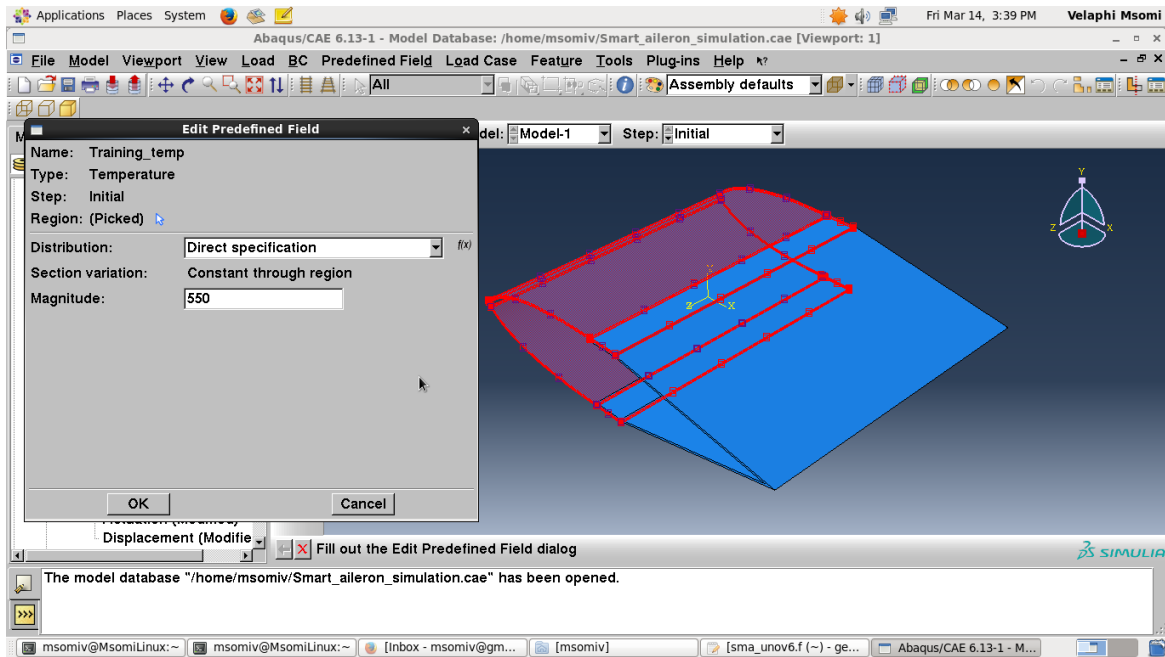 Applications Places System Fri Mar 14, 3:39 PM Velaphi Msomi
Abaqus/CAE 6.13-1 - Model Database: /home/msomiv/Smart_aileron_simulation.cae [Viewport: 1]
File Model Viewport View Load BC Predefined Field Load Case Feature Tools Plug-ins Help
All Assembly defaults
Edit Predefined Field
Model-1 Step: Initial
Name: Training_temp
Type: Temperature
Step: Initial
Region: (Picked)
Distribution: Direct specification f(x)
Section variation: Constant through region
Magnitude: 550
OK Cancel
Y
Z X
Z X
Displacement (Modifie
X Fill out the Edit Predefined Field dialog
SIMULIA
The model database "/home/msomiv/Smart_aileron_simulation.cae" has been opened.
>>>
msomiv@MsomiLinux:~ msomiv@MsomiLinux:~ [Inbox - msomiv@gm... [msomiv] [sma_unov6.f (~) - ge... Abaqus/CAE 6.13-1 - M...